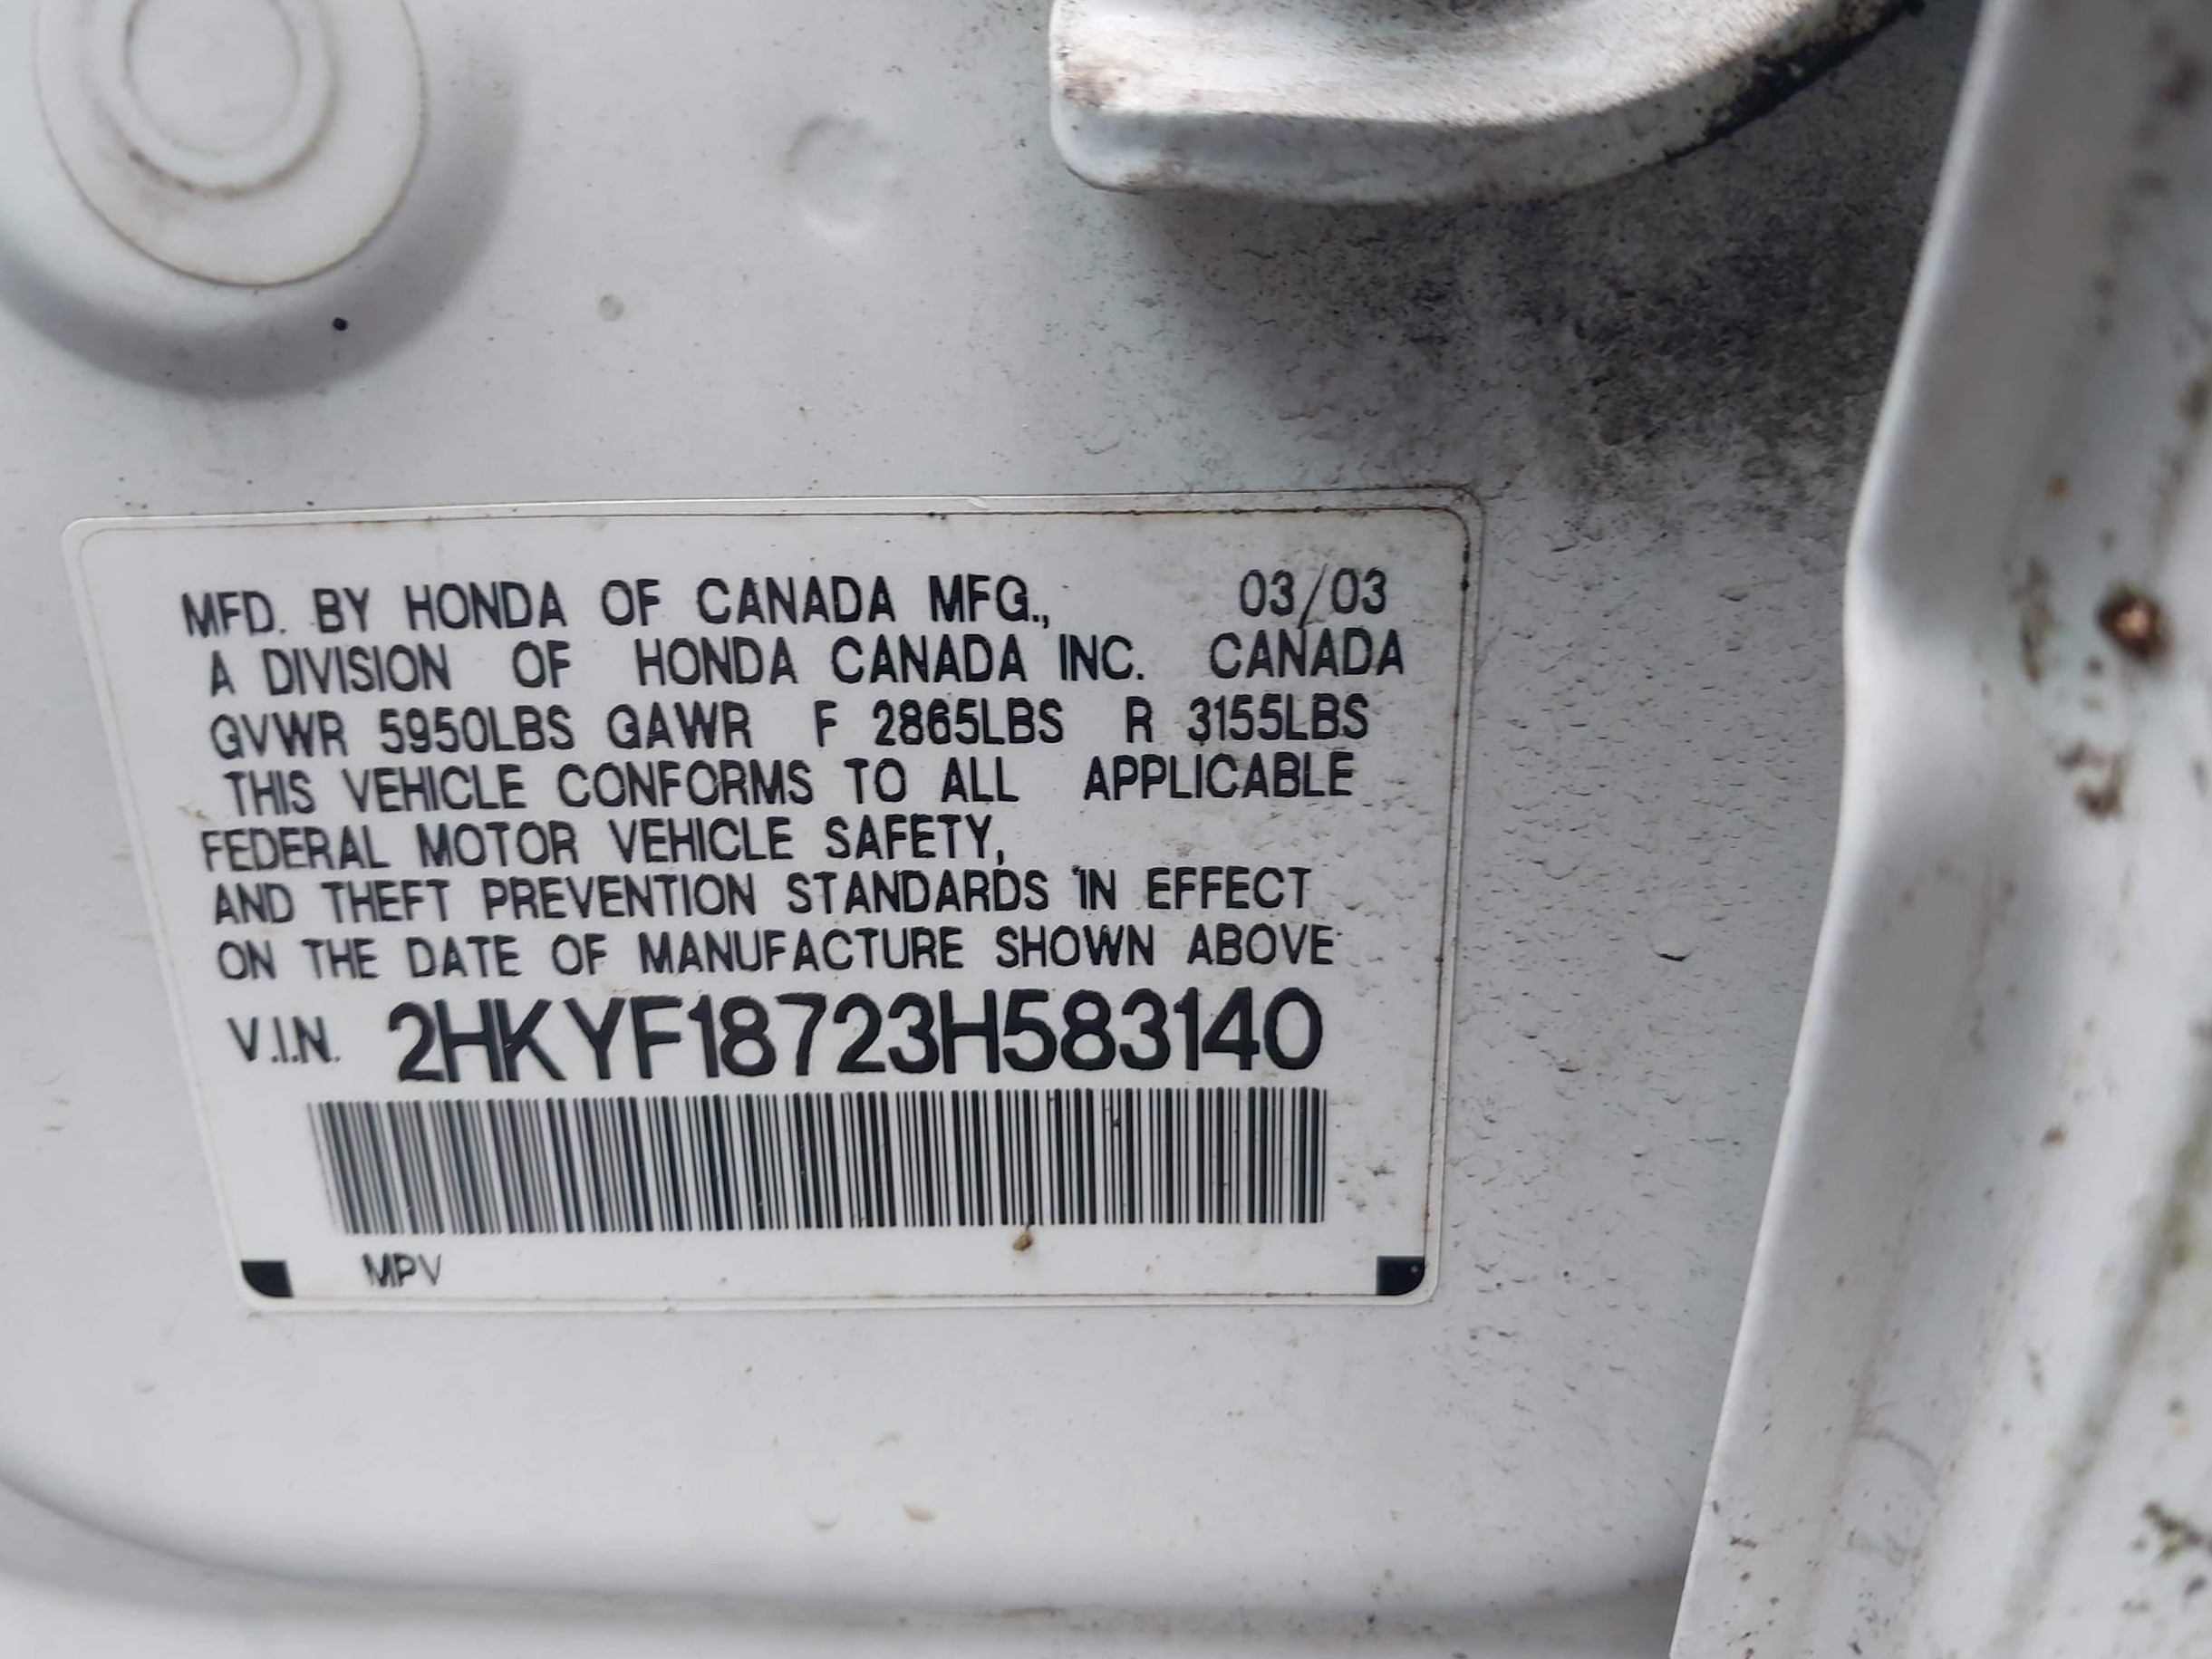 MFD. BY HONDA OF CANADA MFG., 03/03
A DIVISION OF HONDA CANADA INC. CANADA
GVWR 5950LBS GAWR F 2865LBS R 3155LBS
THIS VEHICLE CONFORMS TO ALL APPLICABLE
FEDERAL MOTOR VEHICLE SAFETY,
AND THEFT PREVENTION STANDARDS IN EFFECT
ON THE DATE OF MANUFACTURE SHOWN ABOVE
V.I.N. 2HKYF18723H583140
MPV